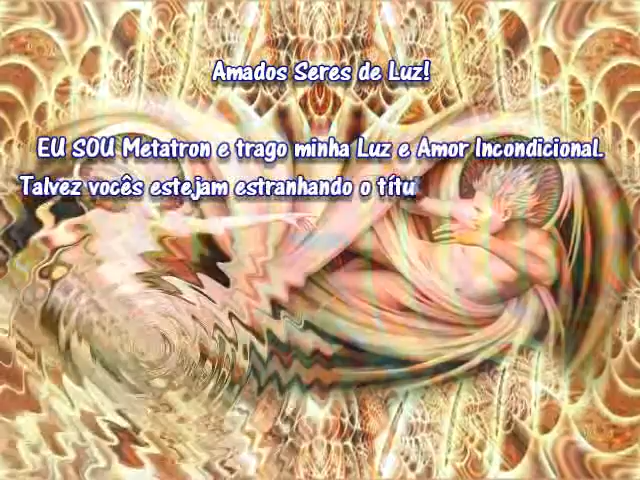 Amados Seres de Luz!
EU SOU Metatron e trago minha Luz e Amor Incondicional.
Talvez vocês estejam estranhando o títu